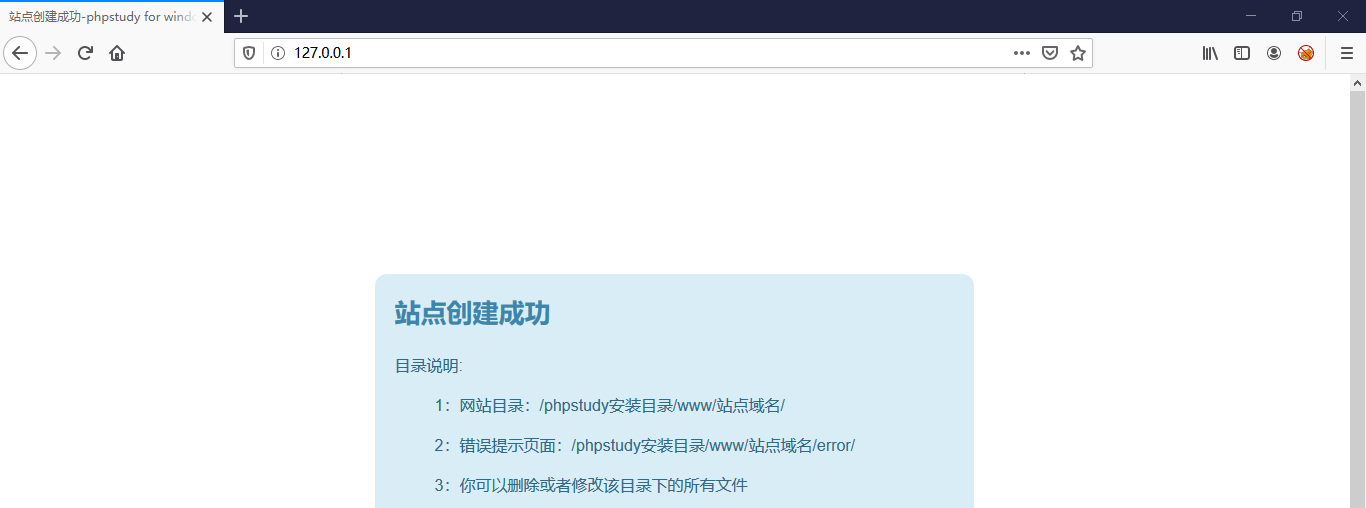 站点创建成功-phpstudy for windo
127.0.0.1
站点创建成功
目录说明:
1：网站目录：/phpstudy安装目录/www/站点域名/
2：错误提示页面：/phpstudy安装目录/www/站点域名/error/
3：你可以删除或者修改该目录下的所有文件